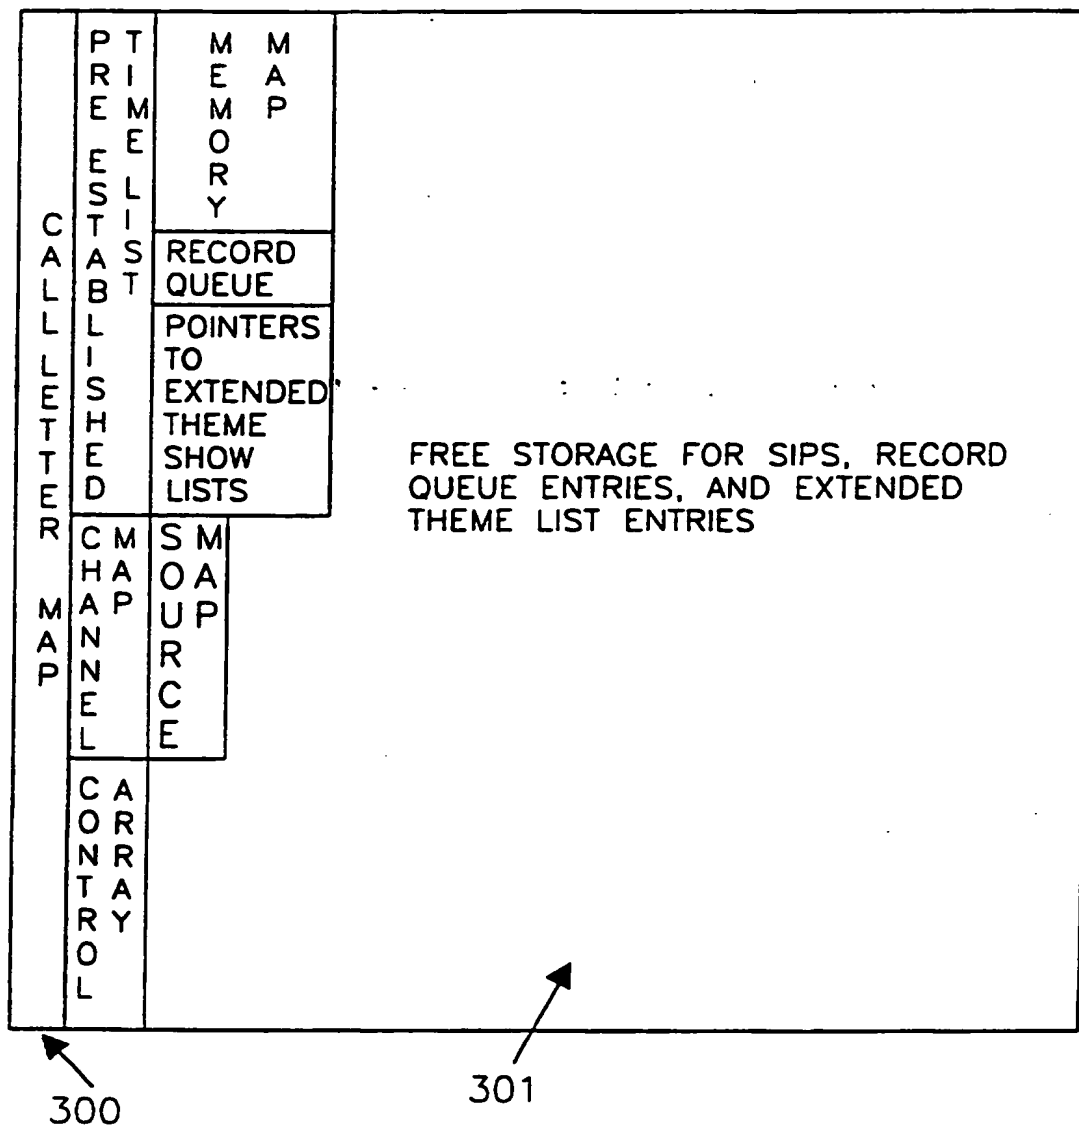 CALL LETTER MAP
PRE ESTABLISHED
TIME LIST
MEMORY
MAP
RECORD
QUEUE
POINTERS
TO
EXTENDED
THEME
SHOW
LISTS
CHANNEL
MAP
SOURCE
MAP
CONTROL
ARRAY
FREE STORAGE FOR SIPS, RECORD
QUEUE ENTRIES, AND EXTENDED
THEME LIST ENTRIES
300
301